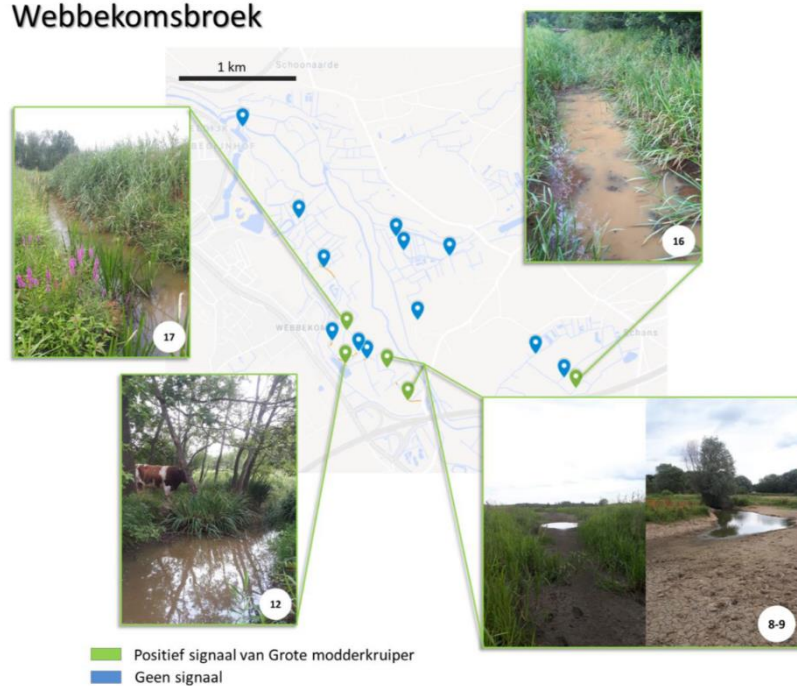 Webbekomsbroek
1 km
Schoonaarde
16
17
WEBBEKOM
Schans
12
8-9
Positief signaal van Grote modderkruiper
Geen signaal